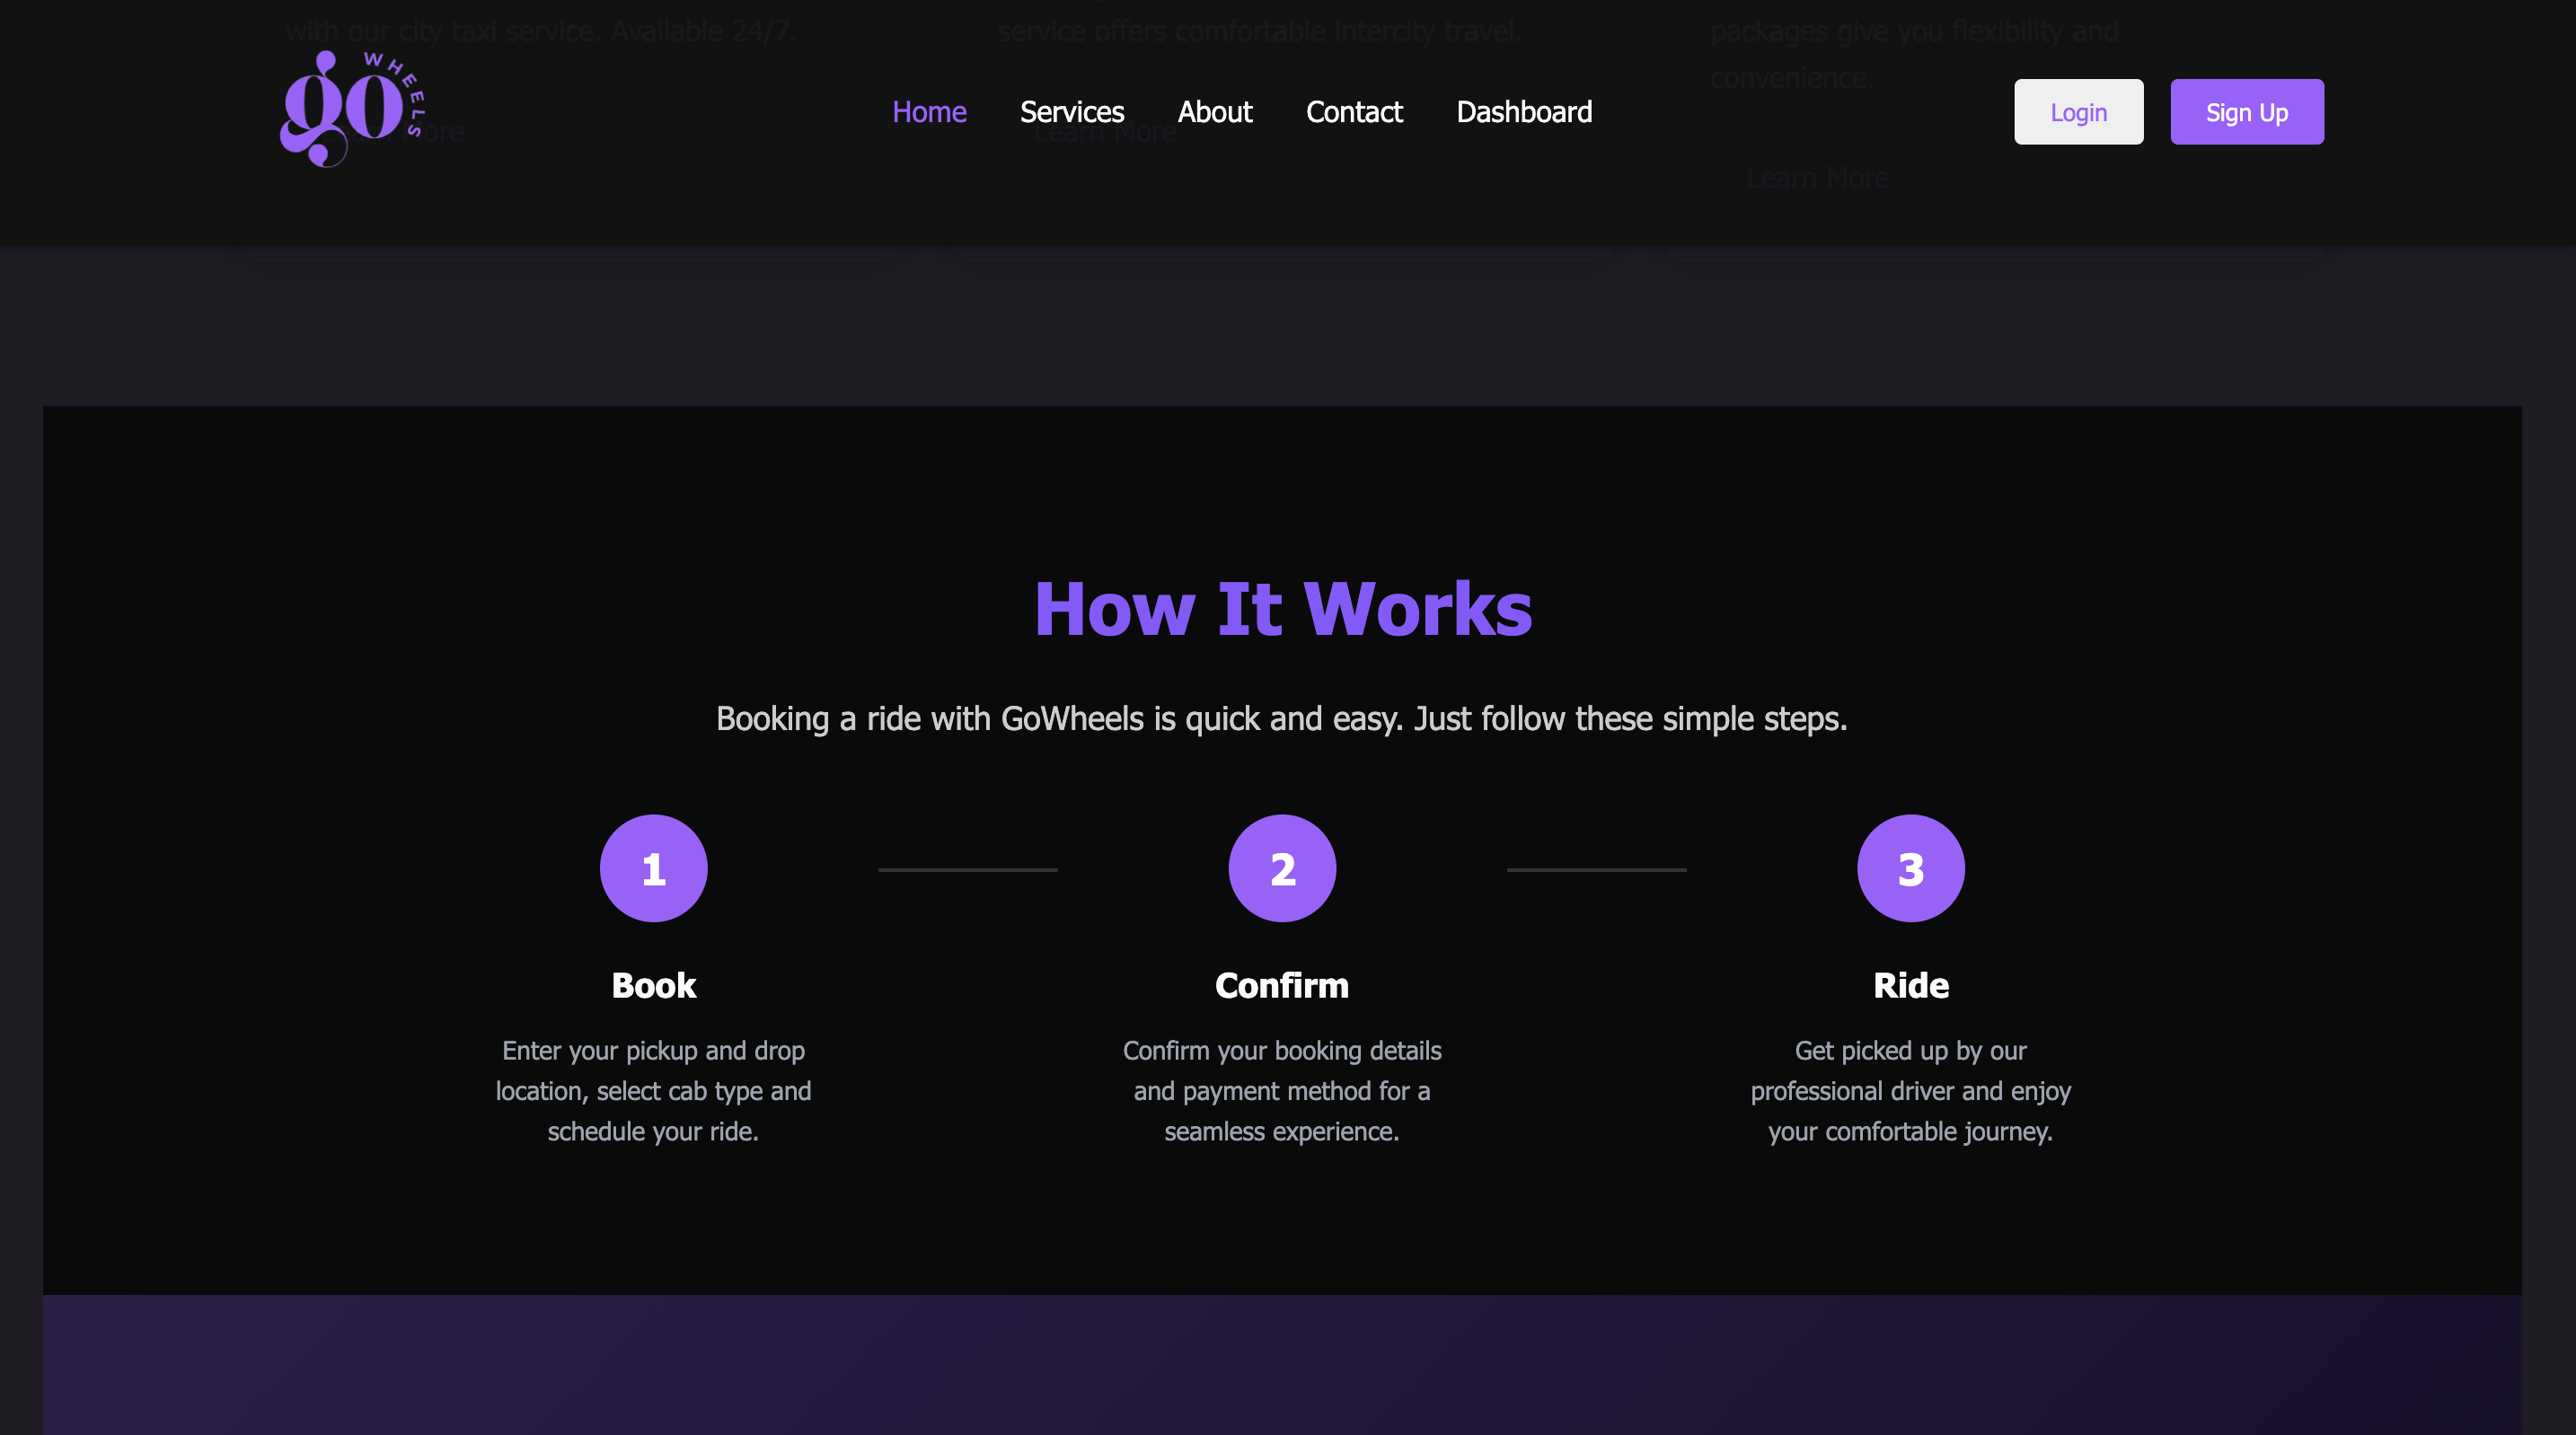 with our city taxi service. Available 24/7.
service offers comfortable intercity travel.
packages give you flexibility and
convenience.
go WHEELS
Home Services About Contact Dashboard
Login Sign Up
Learn More
Learn More
Learn More
How It Works
Booking a ride with GoWheels is quick and easy. Just follow these simple steps.
1
2
3
Book
Enter your pickup and drop
location, select cab type and
schedule your ride.
Confirm
Confirm your booking details
and payment method for a
seamless experience.
Ride
Get picked up by our
professional driver and enjoy
your comfortable journey.